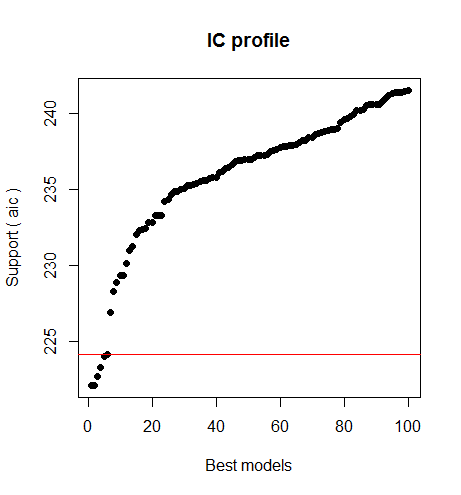 IC profile
Support ( aic )
240
235
230
225
0 20 40 60 80 100
Best models